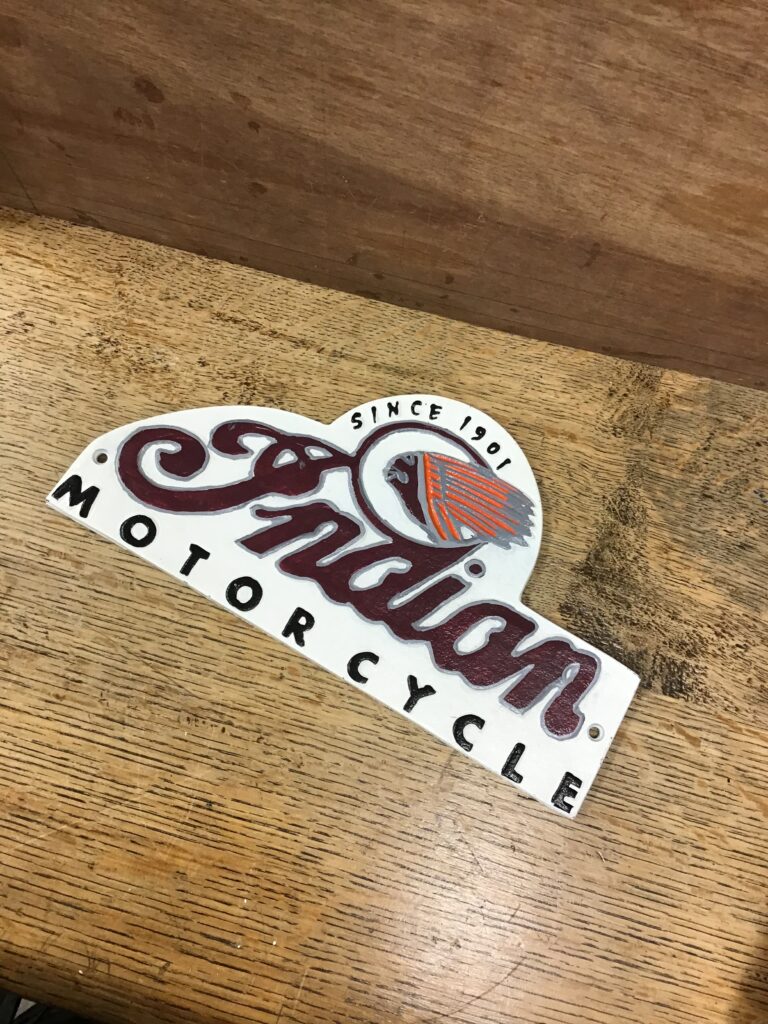 SINCE 1901
Indian
MOTORCYCLE